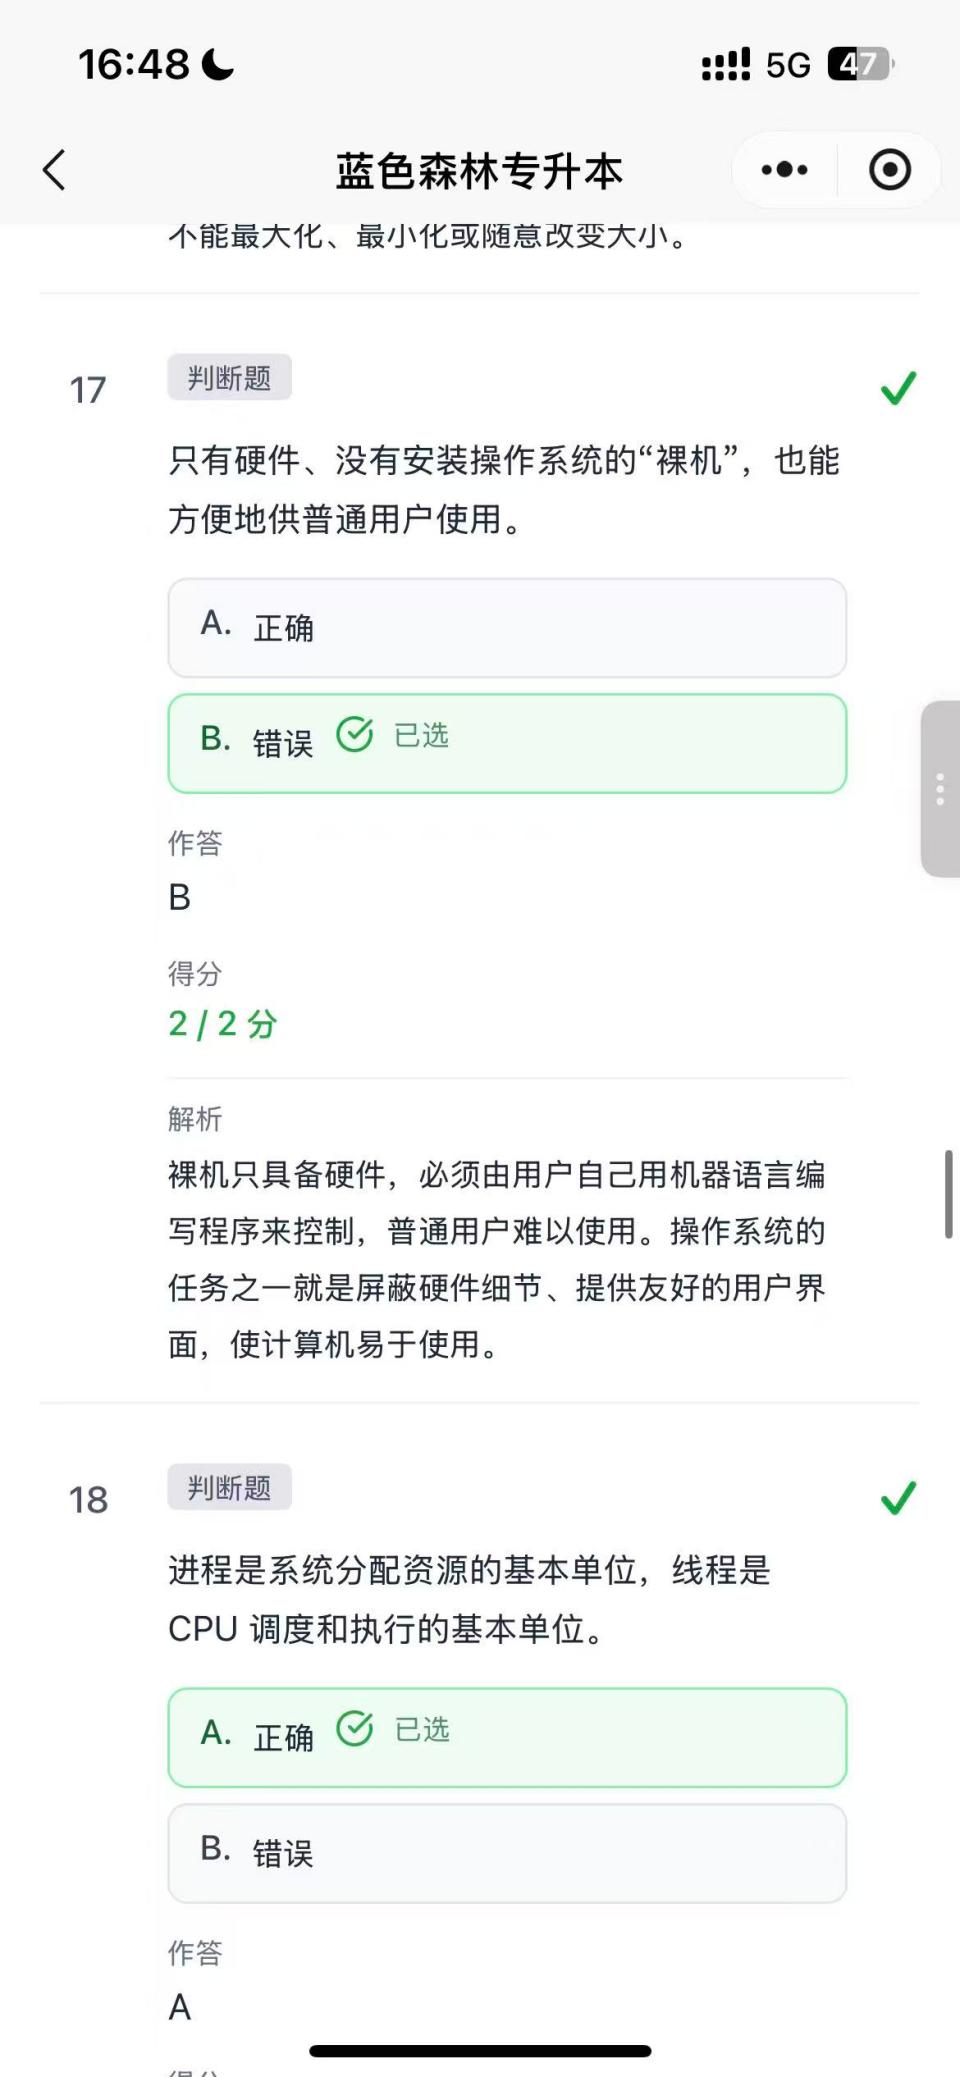 16:48
5G
47
蓝色森林专升本
不能最大化、最小化或随意改变大小。
17
判断题
只有硬件、没有安装操作系统的“裸机”，也能
方便地供普通用户使用。
A. 正确
B. 错误 已选
作答
B
得分
2 / 2 分
解析
裸机只具备硬件，必须由用户自己用机器语言编
写程序来控制，普通用户难以使用。操作系统的
任务之一就是屏蔽硬件细节、提供友好的用户界
面，使计算机易于使用。
18
判断题
进程是系统分配资源的基本单位，线程是
CPU 调度和执行的基本单位。
A. 正确 已选
B. 错误
作答
A